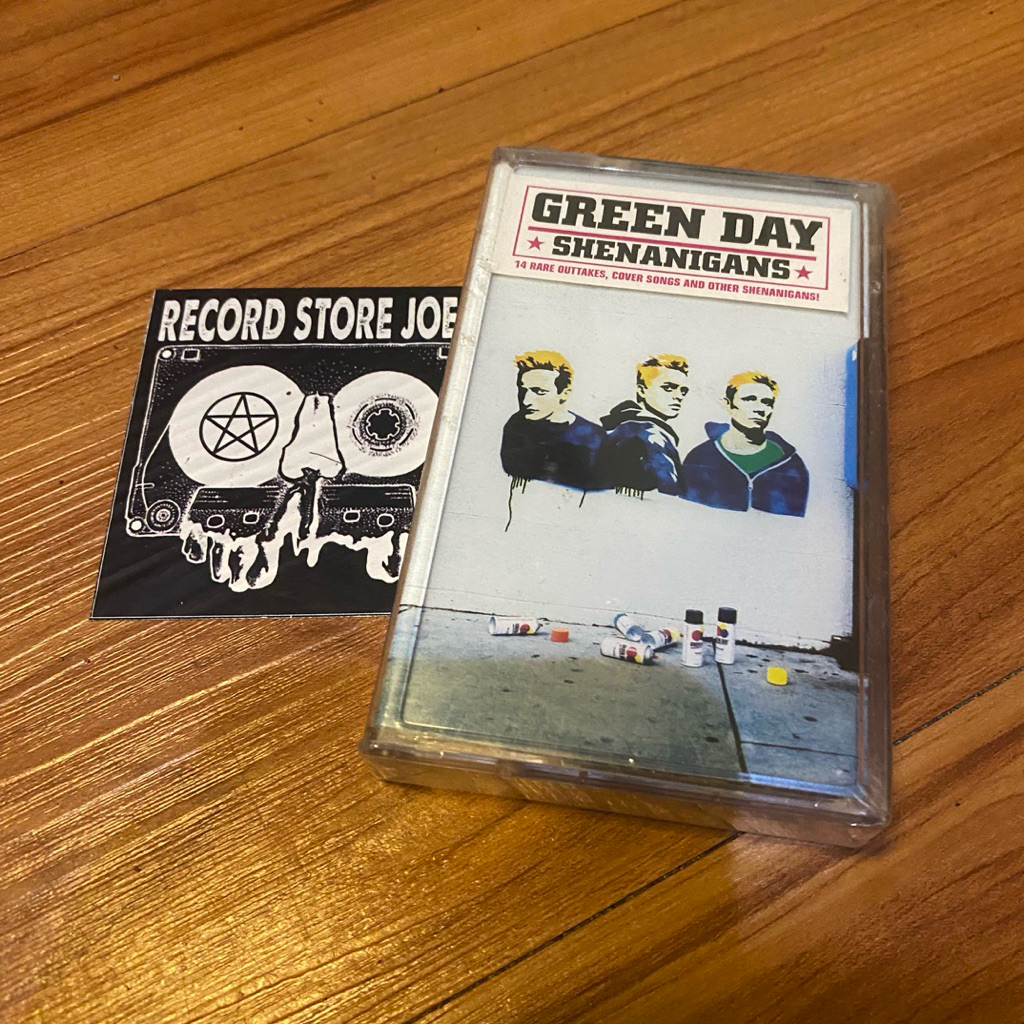 GREEN DAY
SHENANIGANS
14 RARE OUTTAKES, COVER SONGS AND OTHER SHENANIGANS!
RECORD STORE JOE